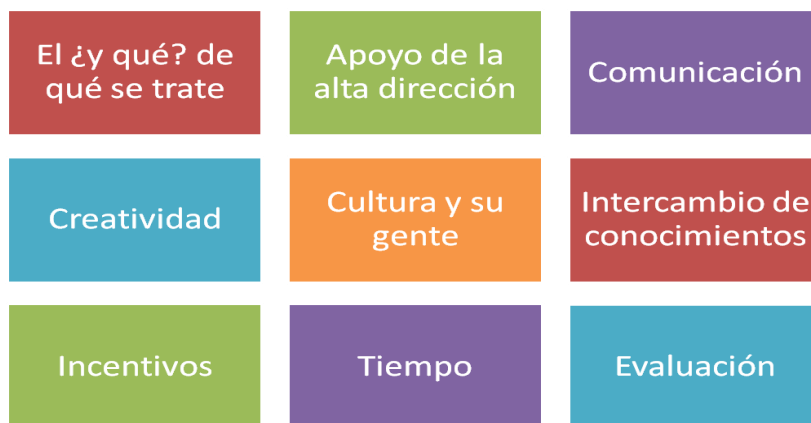 El ¿y qué? de
qué se trate
Apoyo de la
alta dirección
Comunicación
Creatividad
Cultura y su
gente
Intercambio de
conocimientos
Incentivos
Tiempo
Evaluación